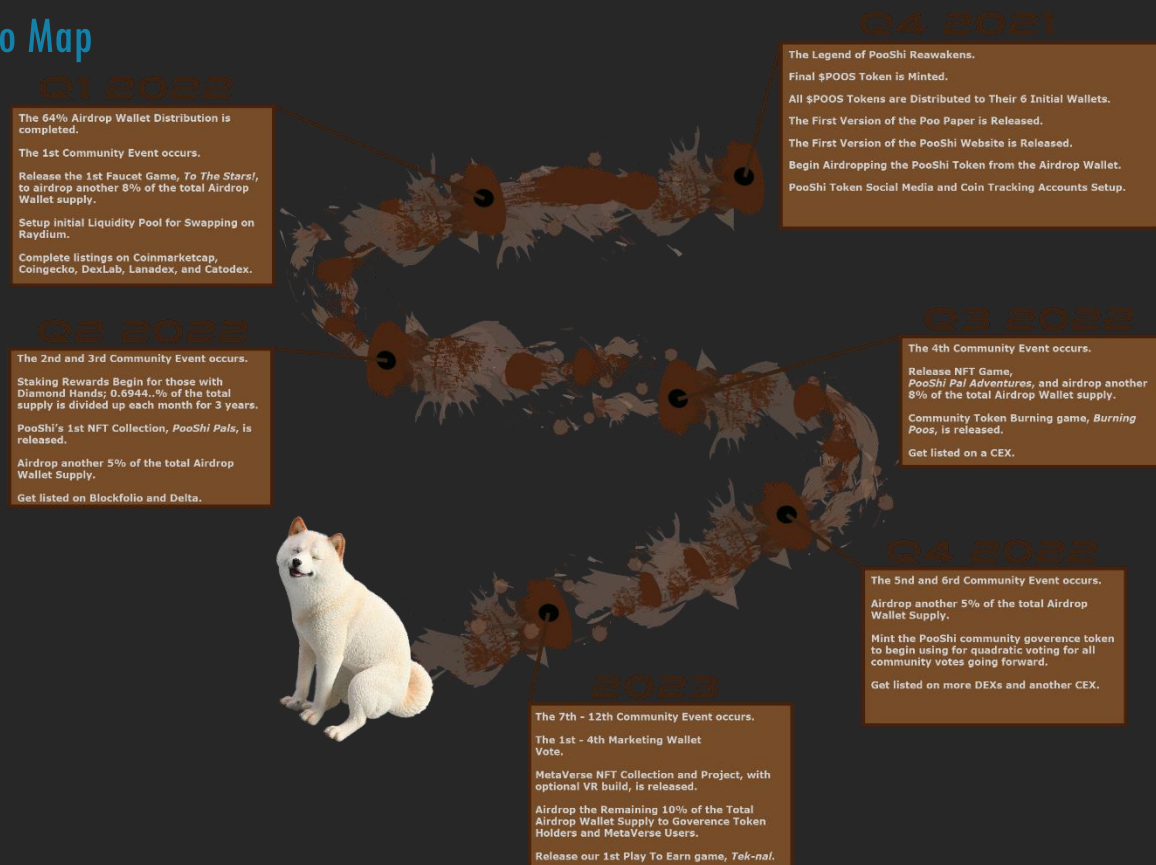 o Map
Q4 2021
The Legend of PooShi Reawakens.
Final $POOS Token is Minted.
All $POOS Tokens are Distributed to Their 6 Initial Wallets.
The First Version of the Poo Paper is Released.
The First Version of the PooShi Website is Released.
Begin Airdropping the PooShi Token from the Airdrop Wallet.
PooShi Token Social Media and Coin Tracking Accounts Setup.
Q1 2022
The 64% Airdrop Wallet Distribution is
completed.
The 1st Community Event occurs.
Release the 1st Faucet Game, To The Stars!,
to airdrop another 8% of the total Airdrop
Wallet supply.
Setup initial Liquidity Pool for Swapping on
Raydium.
Complete listings on Coinmarketcap,
Coingecko, DexLab, Lanadex, and Catodex.
Q2 2022
The 2nd and 3rd Community Event occurs.
Staking Rewards Begin for those with
Diamond Hands; 0.6944..% of the total
supply is divided up each month for 3 years.
PooShi's 1st NFT Collection, PooShi Pals, is
released.
Airdrop another 5% of the total Airdrop
Wallet Supply.
Get listed on Blockfolio and Delta.
Q3 2022
The 4th Community Event occurs.
Release NFT Game,
PooShi Pal Adventures, and airdrop another
8% of the total Airdrop Wallet supply.
Community Token Burning game, Burning
Poos, is released.
Get listed on a CEX.
Q4 2022
The 5nd and 6rd Community Event occurs.
Airdrop another 5% of the total Airdrop
Wallet Supply.
Mint the PooShi community goverence token
to begin using for quadratic voting for all
community votes going forward.
Get listed on more DEXs and another CEX.
2023
The 7th - 12th Community Event occurs.
The 1st - 4th Marketing Wallet
Vote.
MetaVerse NFT Collection and Project, with
optional VR build, is released.
Airdrop the Remaining 10% of the Total
Airdrop Wallet Supply to Goverence Token
Holders and MetaVerse Users.
Release our 1st Play To Earn game, Tek-nal.